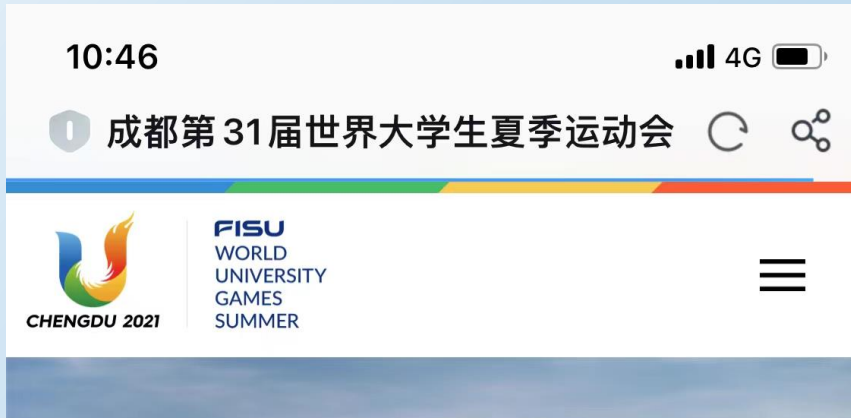 10:46 4G
成都第31届世界大学生夏季运动会
FISU
WORLD
UNIVERSITY
GAMES
SUMMER
CHENGDU 2021